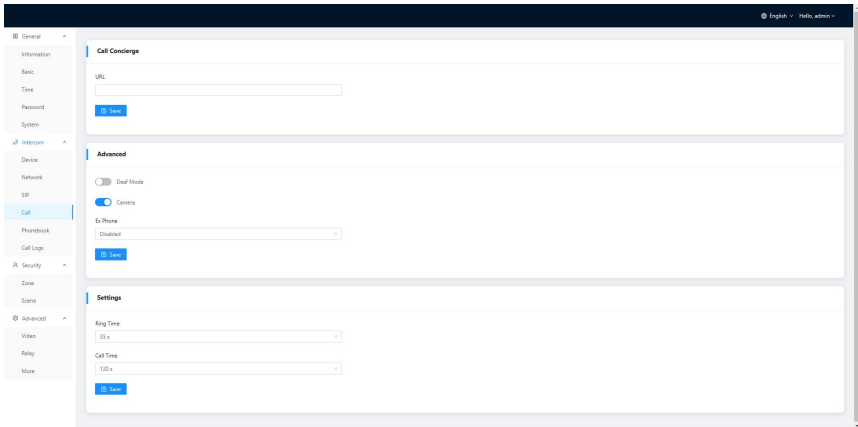 English Hello, admin
General
Information
Basic
Time
Password
System
Intercom
Device
Network
SIP
Call
Phonebook
Call Logs
Security
Zone
Scene
Advanced
Video
Relay
More
Call Concierge
URL
Save
Advanced
Deaf Mode
Camera
Ex Phone
Disabled
Save
Settings
Ring Time
35 s
Call Time
120 s
Save